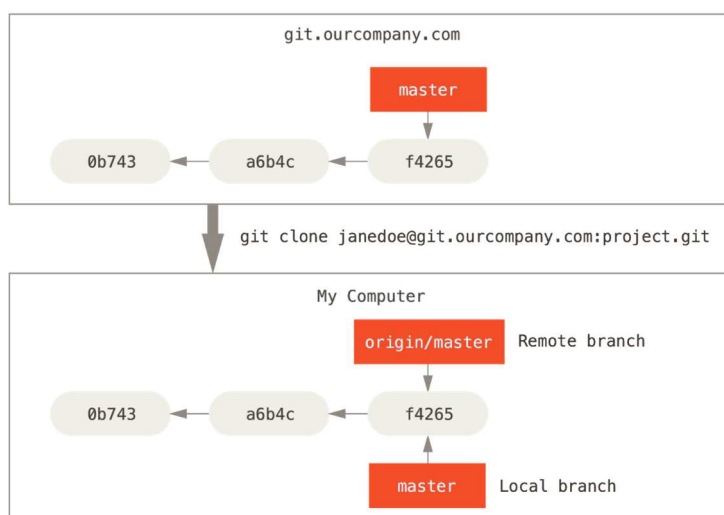 git.ourcompany.com
master
0b743 a6b4c f4265
git clone janedoe@git.ourcompany.com:project.git
My Computer
origin/master Remote branch
0b743 a6b4c f4265
master Local branch